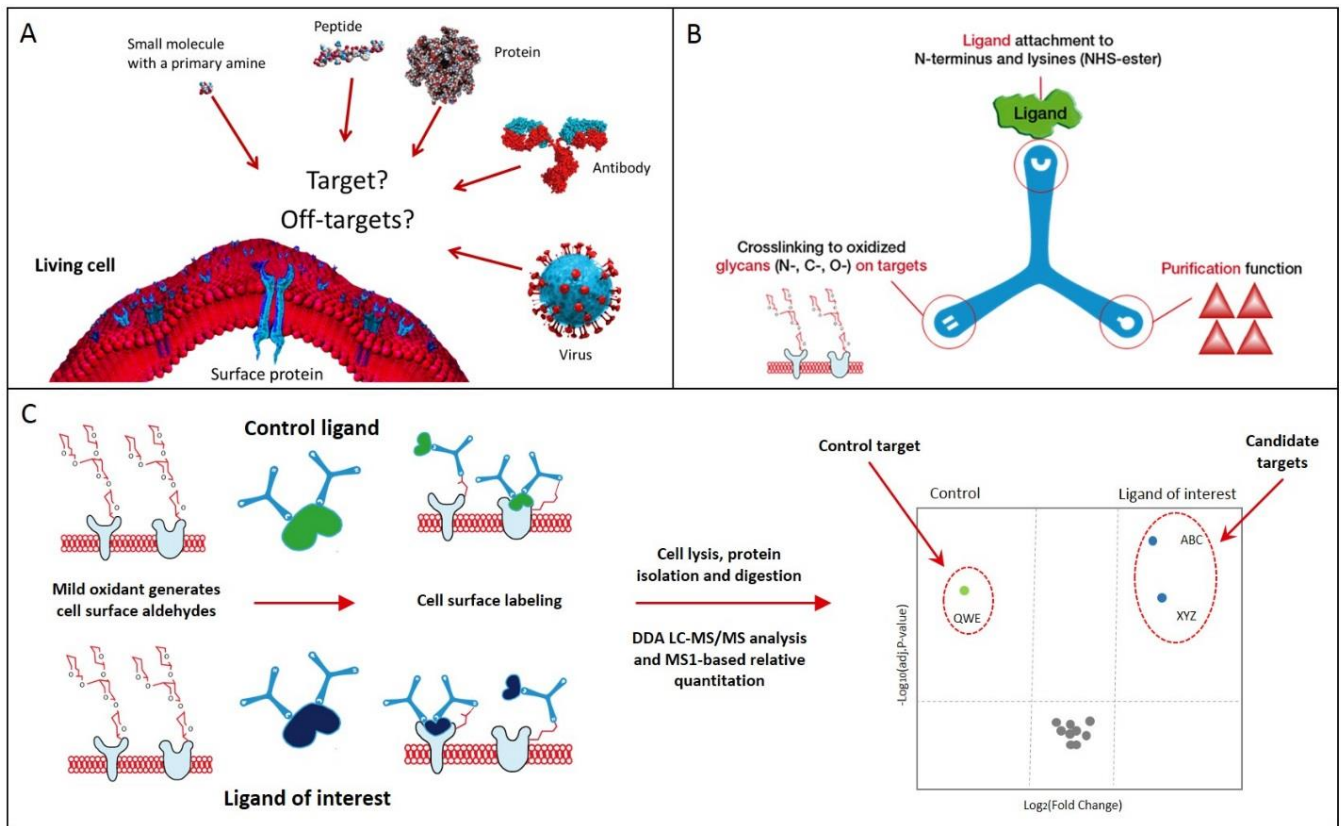 A
Small molecule
with a primary amine
Peptide
Protein
Target?
Off-targets?
Antibody
Living cell
Surface protein
Virus
B
Ligand attachment to
N-terminus and lysines (NHS-ester)
Ligand
Crosslinking to oxidized
glycans (N-, C-, O-) on targets
Purification function
C
Control ligand
Mild oxidant generates
cell surface aldehydes
Cell surface labeling
Ligand of interest
Cell lysis, protein
isolation and digestion
DDA LC-MS/MS analysis
and MS1-based relative
quantitation
Control target
Candidate
targets
Control
Ligand of interest
ABC
XYZ
QWE
-Log₁₀(adj.P-value)
Log₂(Fold Change)